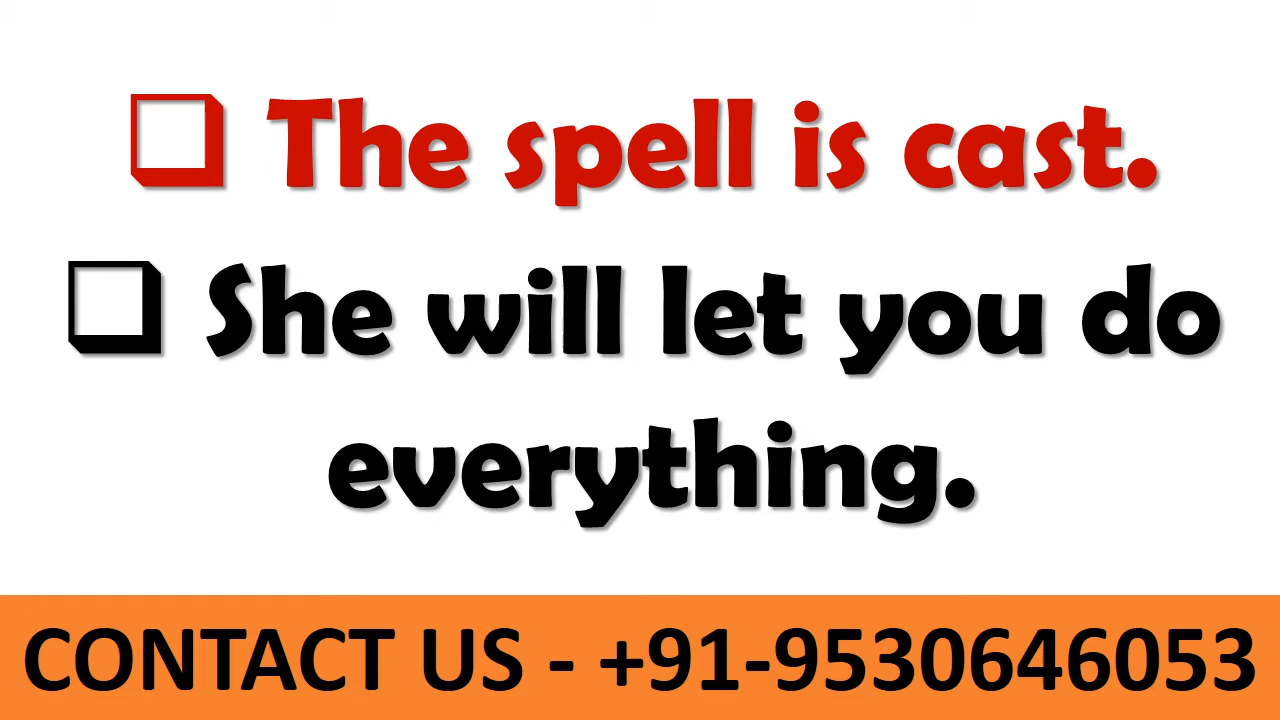 ❑ The spell is cast.
❑ She will let you do
everything.
CONTACT US - +91-9530646053